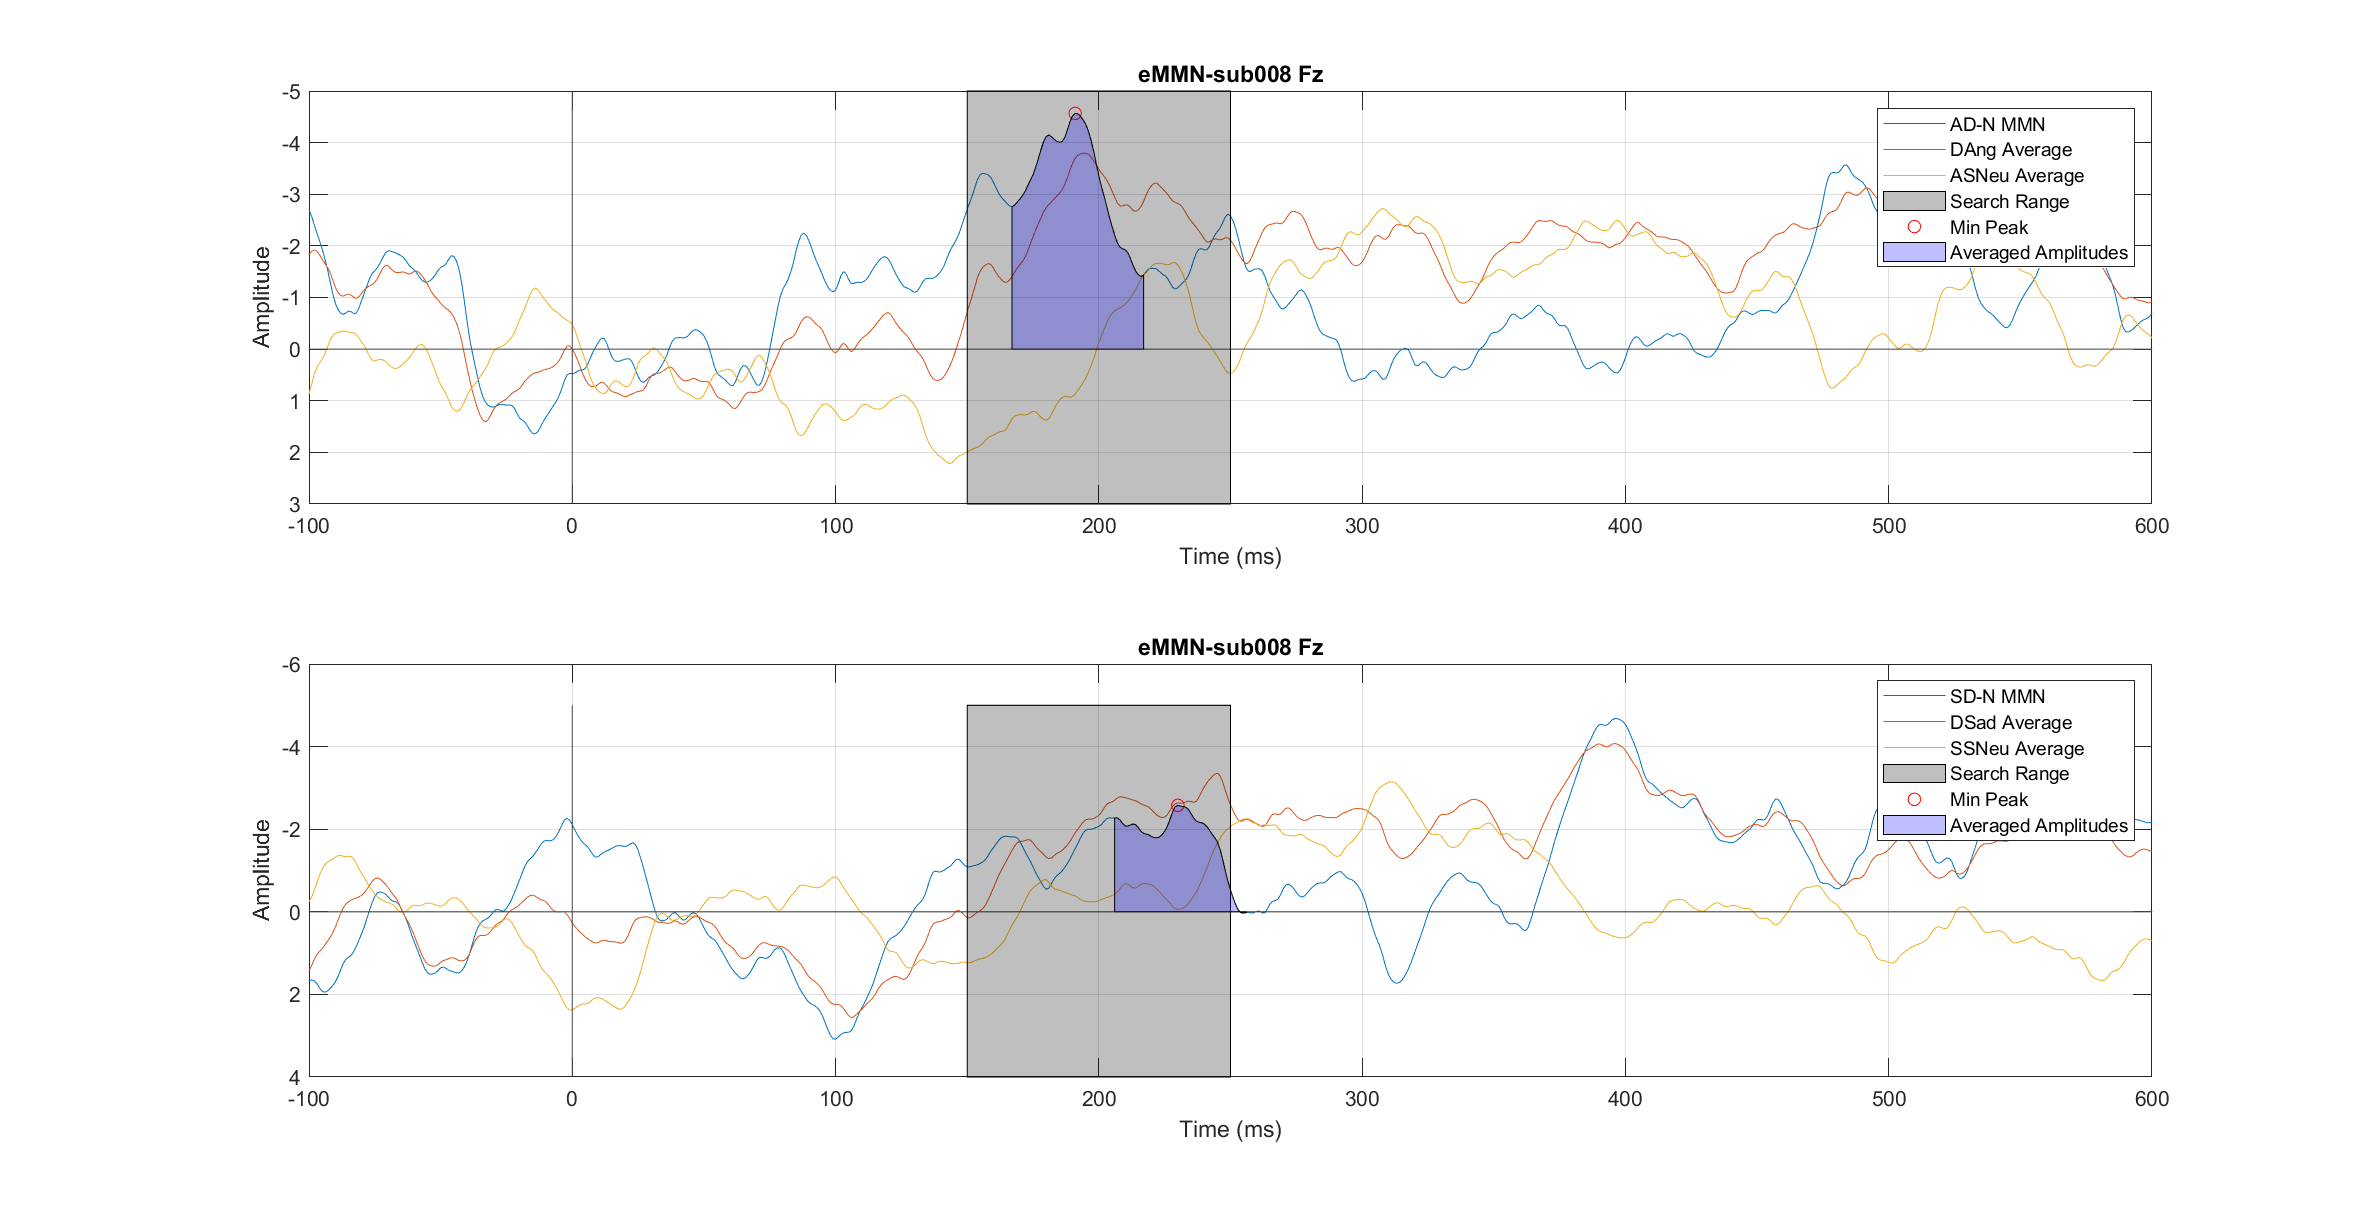 eMMN-sub008 Fz
-5
-4
-3
-2
-1
0
1
2
3
Amplitude
-100 0 100 200 300 400 500 600
Time (ms)
AD-N MMN
DAng Average
ASNeu Average
Search Range
Min Peak
Averaged Amplitudes
eMMN-sub008 Fz
-6
-4
-2
0
2
4
Amplitude
-100 0 100 200 300 400 500 600
Time (ms)
SD-N MMN
DSad Average
SSNeu Average
Search Range
Min Peak
Averaged Amplitudes